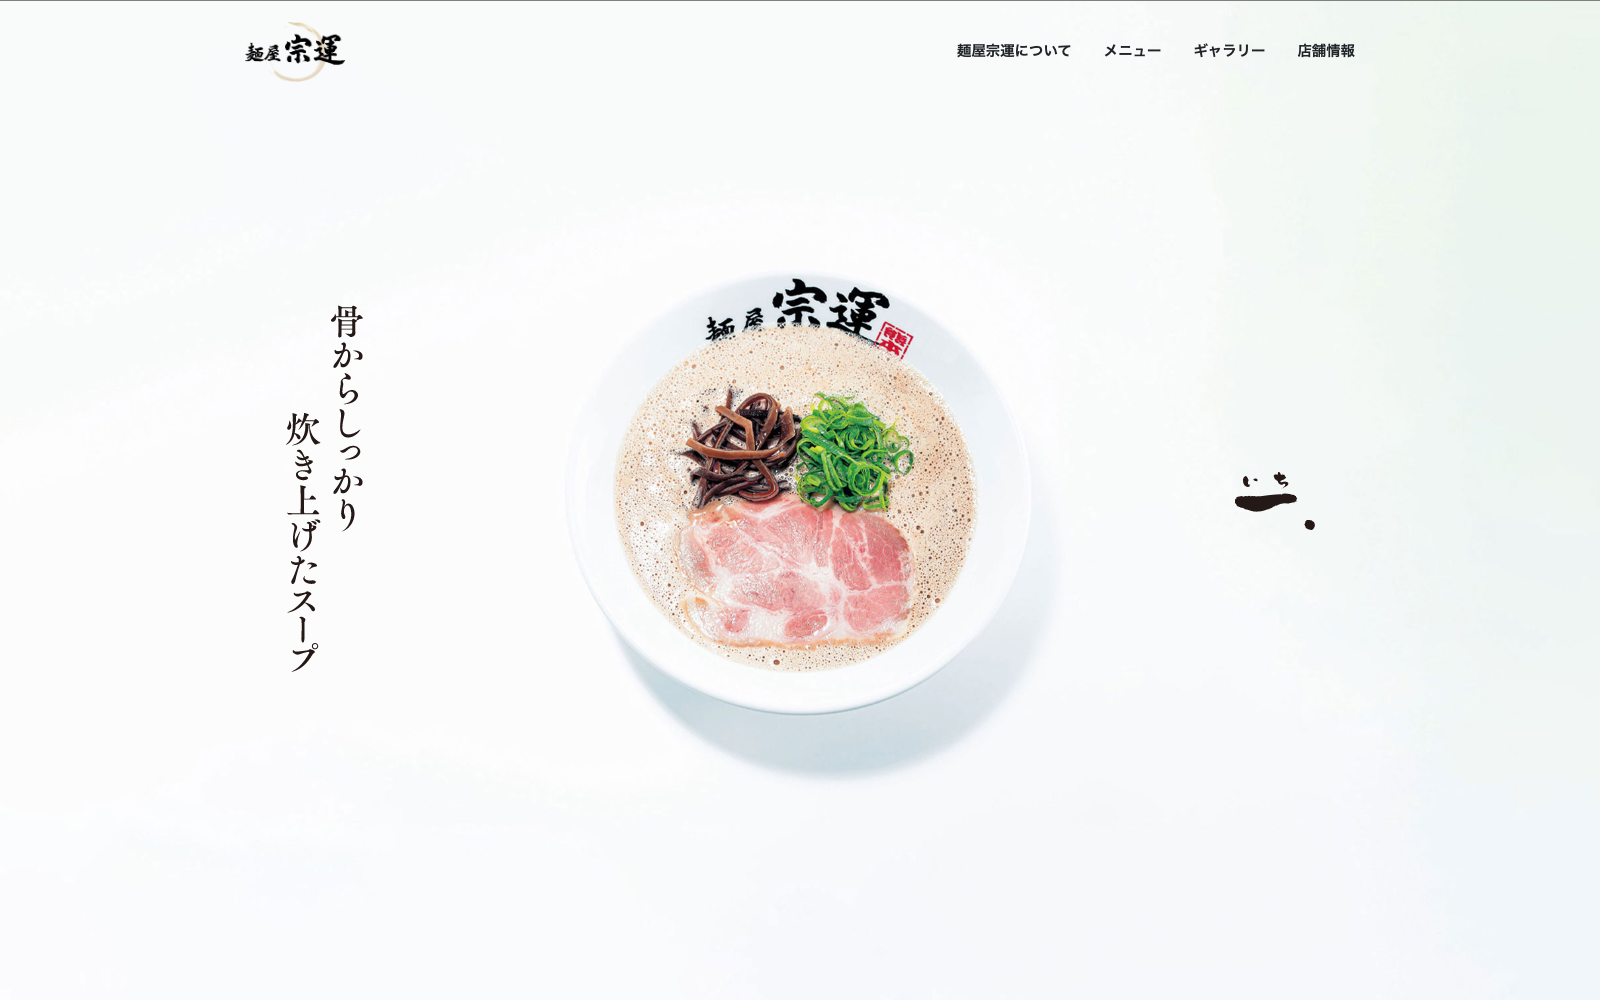 麺屋 宗運
麺屋宗運について
メニュー
ギャラリー
店舗情報
麺屋 宗運
骨からしっかり
炊き上げたスープ
いち
一.